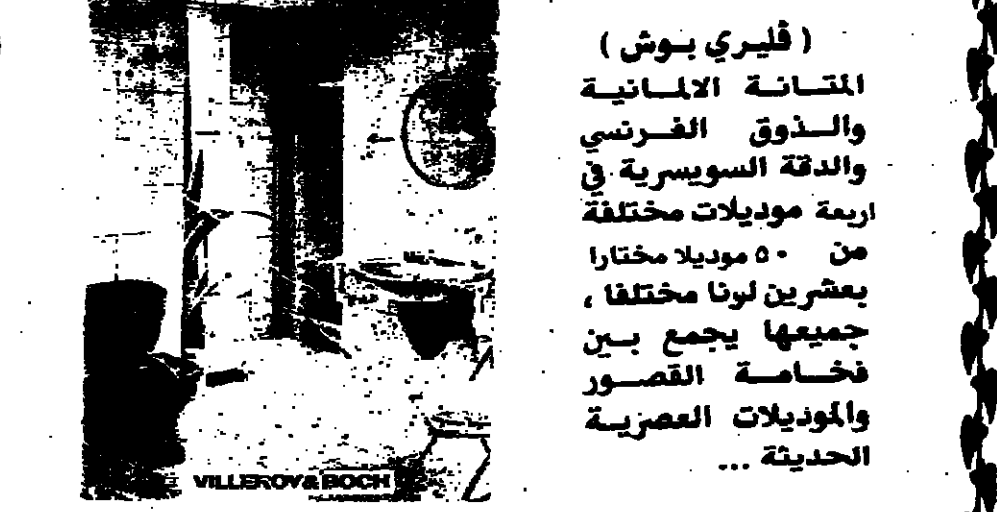 ( ڤليري بوش )
المتانة الالمانية
والذوق الفرنسي
والدقة السويسرية في
اربعة موديلات مختلفة
من ٥٠ موديلا مختارا
بعشرين لونا مختلفا ،
جميعها يجمع بين
فخامة القصور
والموديلات العصرية
الحديثة ...
VILLEROY & BOCH